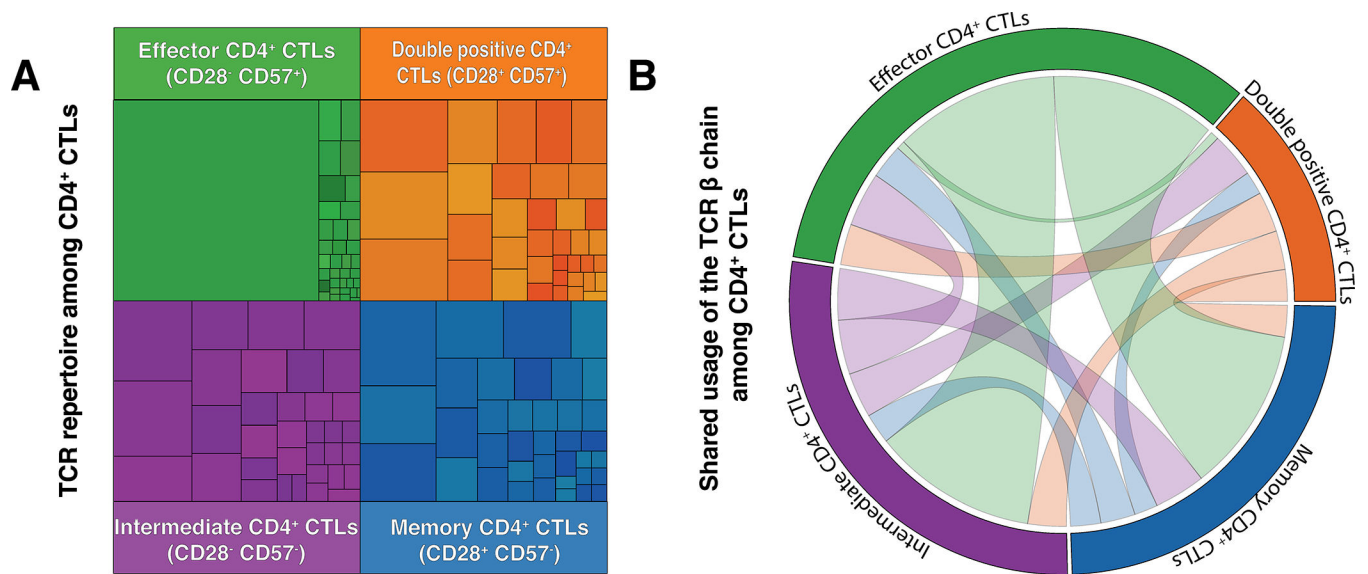 A
TCR repertoire among CD4⁺ CTLs
Effector CD4⁺ CTLs
(CD28⁻ CD57⁺)
Double positive CD4⁺
CTLs (CD28⁺ CD57⁺)
Intermediate CD4⁺ CTLs
(CD28⁻ CD57⁻)
Memory CD4⁺ CTLs
(CD28⁺ CD57⁻)
B
Shared usage of the TCR β chain
among CD4⁺ CTLs
Effector CD4⁺ CTLs
Double positive CD4⁺ CTLs
Intermediate CD4⁺ CTLs
Memory CD4⁺ CTLs